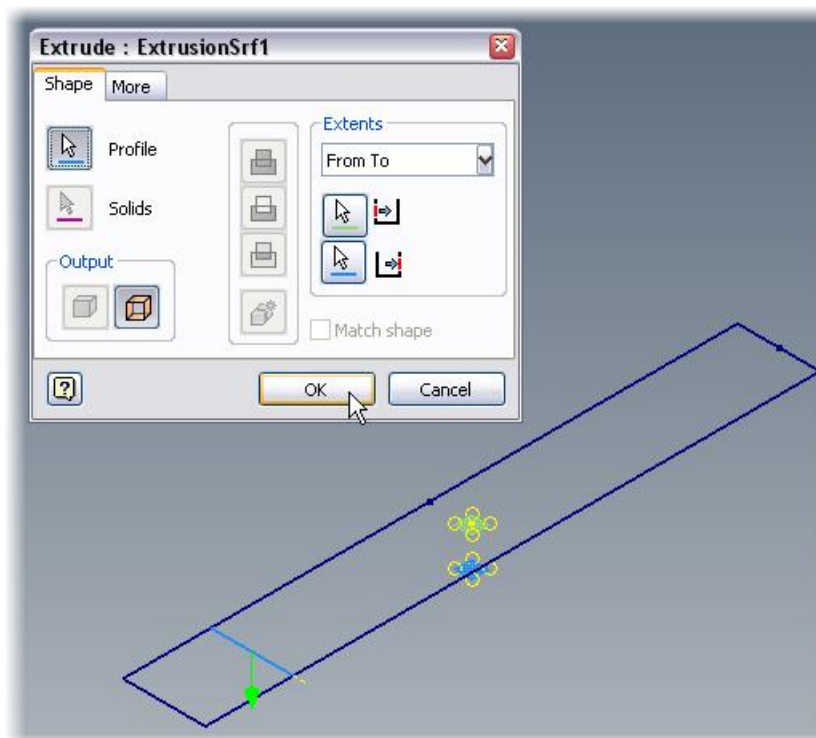 Extrude : ExtrusionSrf1
Shape More
Profile
Solids
Output
Extents
From To
Match shape
?
OK Cancel